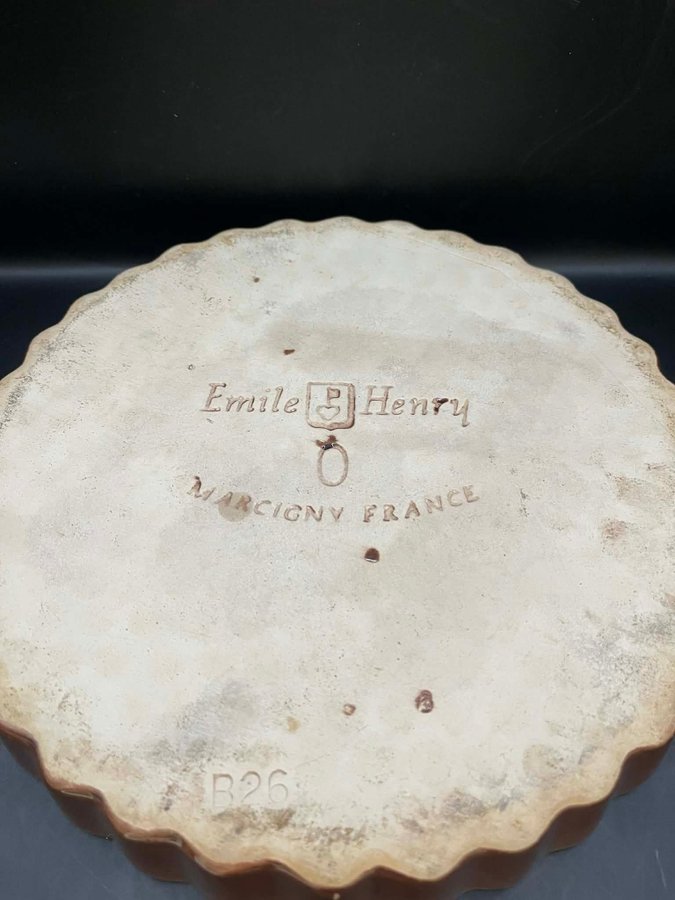 Emile Henry
0
MARCIGNY FRANCE
B26